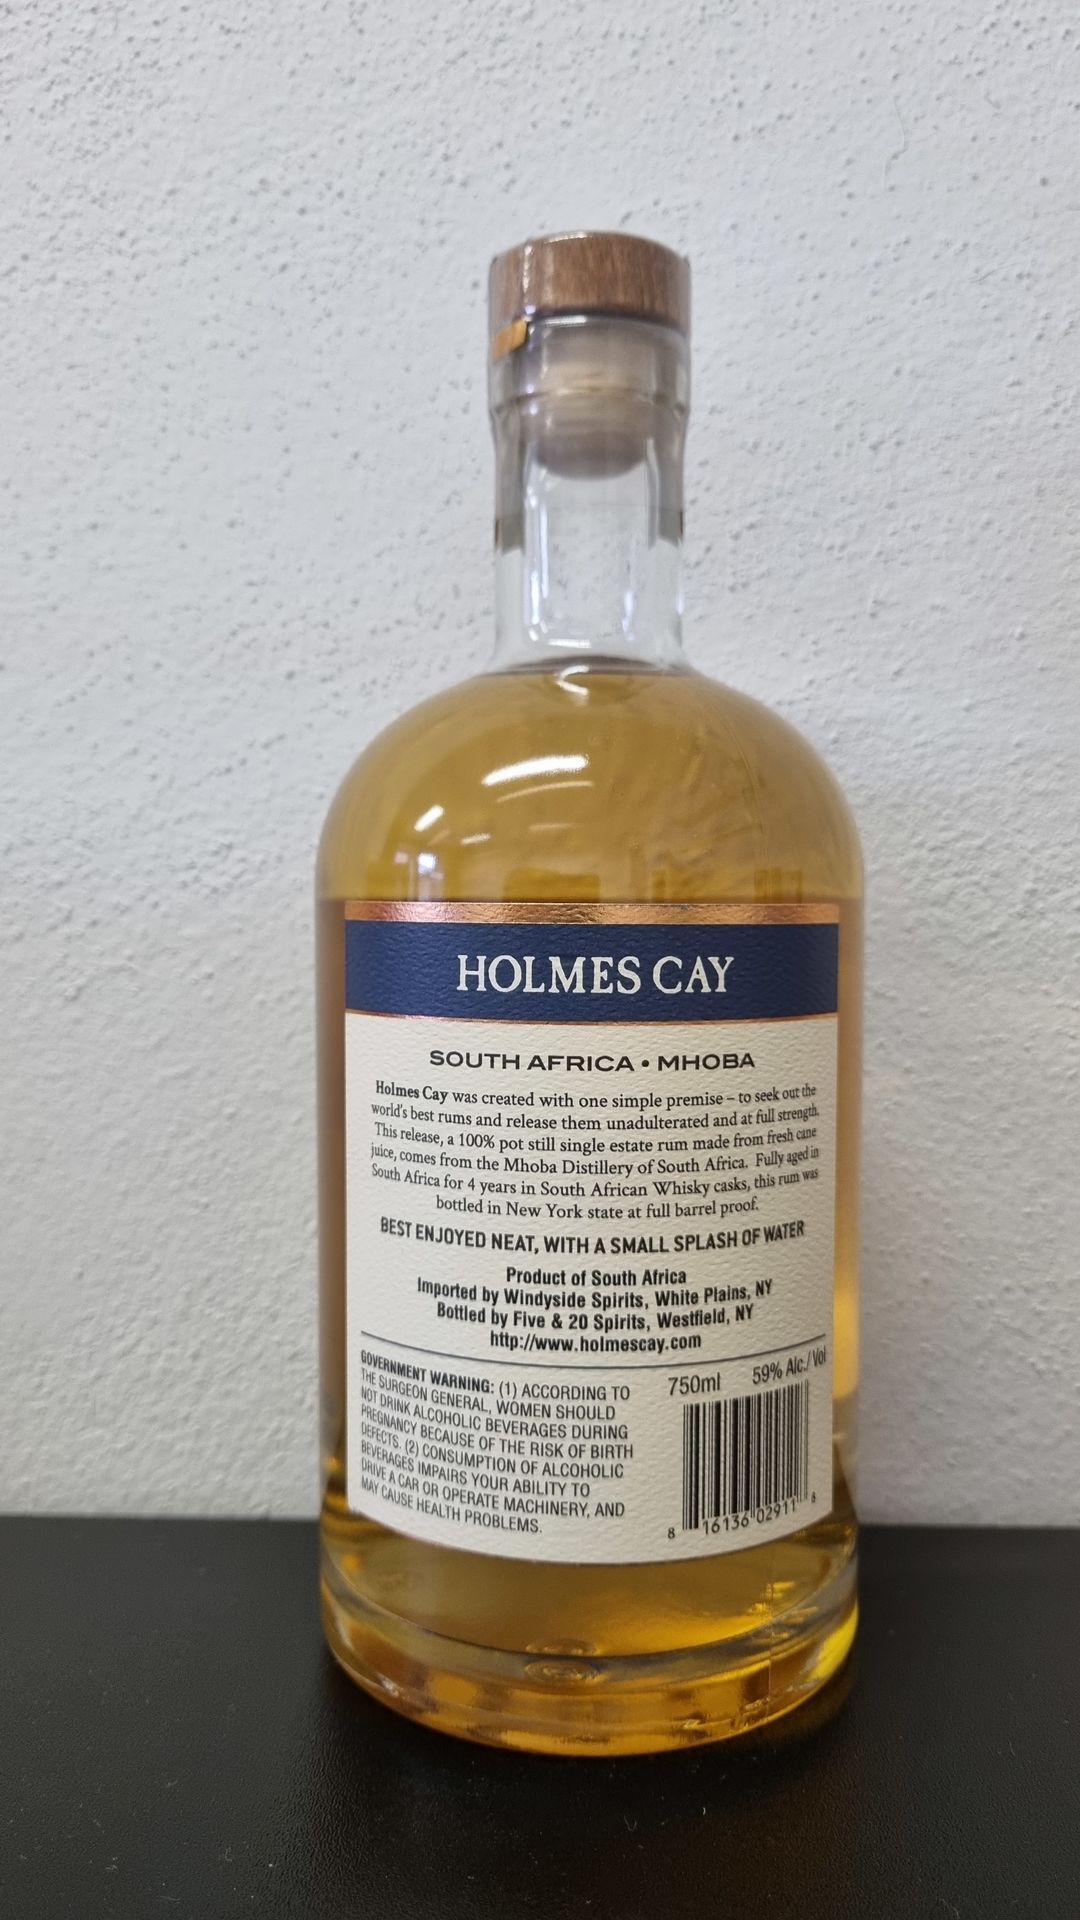 HOLMES CAY
SOUTH AFRICA • MHOBA
Holmes Cay was created with one simple premise – to seek out the
world's best rums and release them unadulterated and at full strength.
This release, a 100% pot still single estate rum made from fresh cane
juice, comes from the Mhoba Distillery of South Africa. Fully aged in
South Africa for 4 years in South African Whisky casks, this rum was
bottled in New York state at full barrel proof.
BEST ENJOYED NEAT, WITH A SMALL SPLASH OF WATER
Product of South Africa
Imported by Windyside Spirits, White Plains, NY
Bottled by Five & 20 Spirits, Westfield, NY
http://www.holmescay.com
GOVERNMENT WARNING: (1) ACCORDING TO
THE SURGEON GENERAL, WOMEN SHOULD
NOT DRINK ALCOHOLIC BEVERAGES DURING
PREGNANCY BECAUSE OF THE RISK OF BIRTH
DEFECTS. (2) CONSUMPTION OF ALCOHOLIC
BEVERAGES IMPAIRS YOUR ABILITY TO
DRIVE A CAR OR OPERATE MACHINERY, AND
MAY CAUSE HEALTH PROBLEMS.
750ml 59% Alc./Vol
8 16136 02911 8